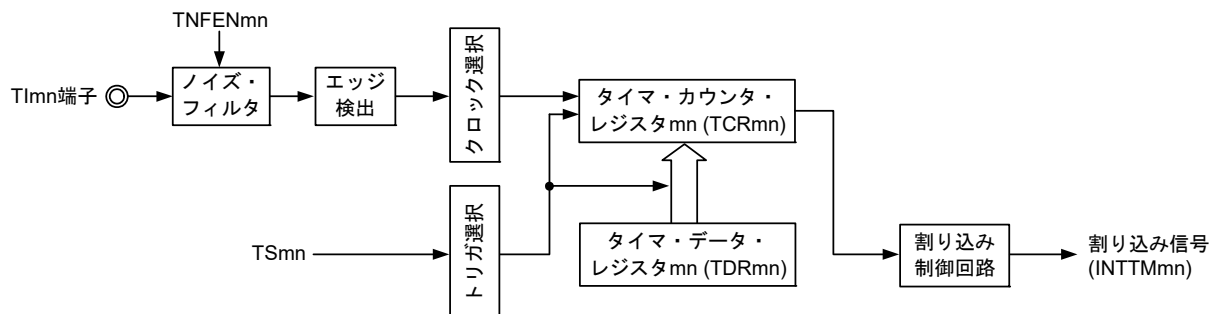 TNFENmn
TImn端子
ノイズ・
フィルタ
エッジ
検出
クロック選択
タイマ・カウンタ・
レジスタmn (TCRmn)
TSmn
トリガ選択
タイマ・データ・
レジスタmn (TDRmn)
割り込み
制御回路
割り込み信号
(INTTMmn)